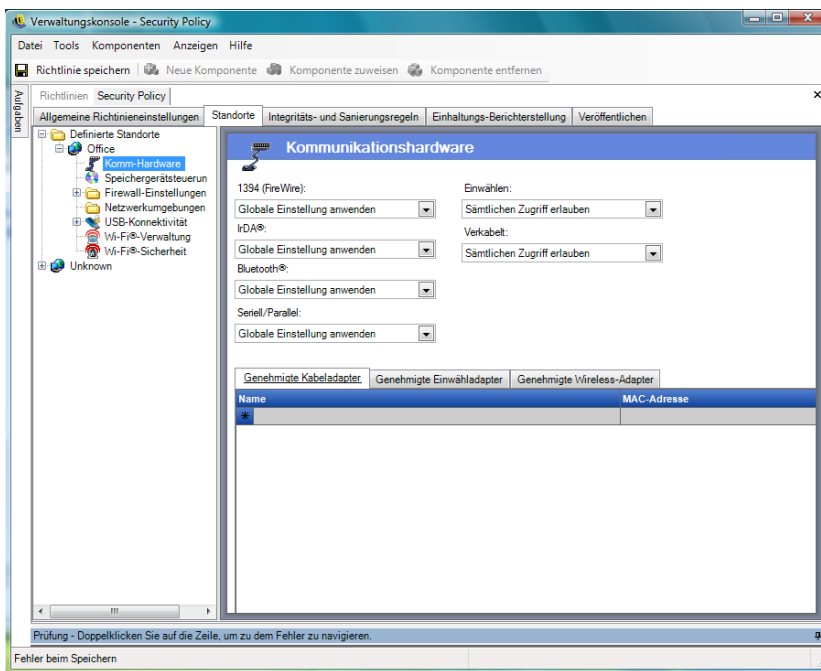 Verwaltungskonsole - Security Policy
Datei Tools Komponenten Anzeigen Hilfe
Richtlinie speichern Neue Komponente Komponente zuweisen Komponente entfernen
Aufgaben
Richtlinien Security Policy
Allgemeine Richtinieneinstellungen Standorte Integritäts- und Sanierungsregeln Einhaltungs-Berichterstellung Veröffentlichen
Definierte Standorte
Office
Komm-Hardware
Speichergerätsteuerun
Firewall-Einstellungen
Netzwerkumgebungen
USB-Konnektivität
Wi-Fi®-Verwaltung
Wi-Fi®-Sicherheit
Unknown
Kommunikationshardware
1394 (FireWire): Einwählen:
Globale Einstellung anwenden Sämtlichen Zugriff erlauben
IrDA®: Verkabelt:
Globale Einstellung anwenden Sämtlichen Zugriff erlauben
Bluetooth®:
Globale Einstellung anwenden
Seriell/Parallel:
Globale Einstellung anwenden
Genehmigte Kabeladapter Genehmigte Einwähladapter Genehmigte Wireless-Adapter
Name MAC-Adresse
Prüfung - Doppelklicken Sie auf die Zeile, um zu dem Fehler zu navigieren.
Fehler beim Speichern